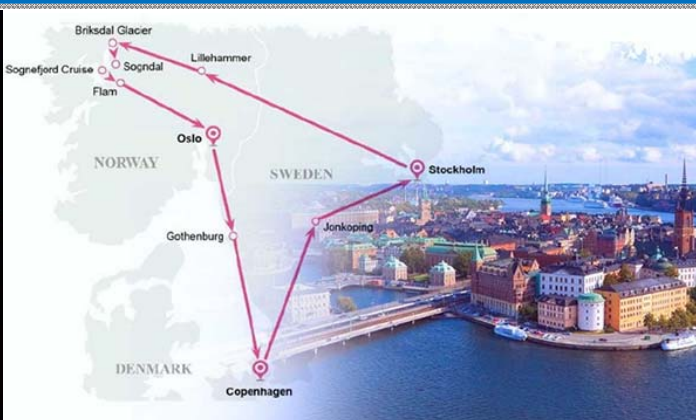 Briksdal Glacier
Lillehammer
Sogndal
Sognefjord Cruise
Flam
Oslo
NORWAY
SWEDEN
Stockholm
Jonkoping
Gothenburg
DENMARK
Copenhagen